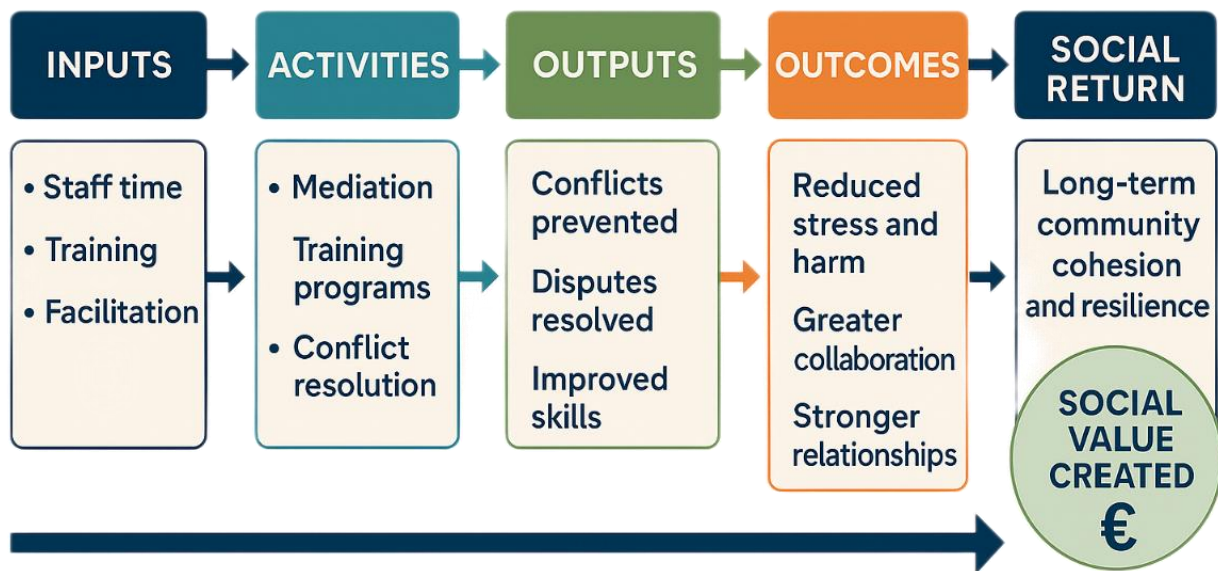 INPUTS
ACTIVITIES
OUTPUTS
OUTCOMES
SOCIAL
RETURN
• Staff time
• Training
• Facilitation
• Mediation
Training
programs
• Conflict
resolution
Conflicts
prevented
Disputes
resolved
Improved
skills
Reduced
stress and
harm
Greater
collaboration
Stronger
relationships
Long-term
community
cohesion
and resilience
SOCIAL
VALUE
CREATED
€